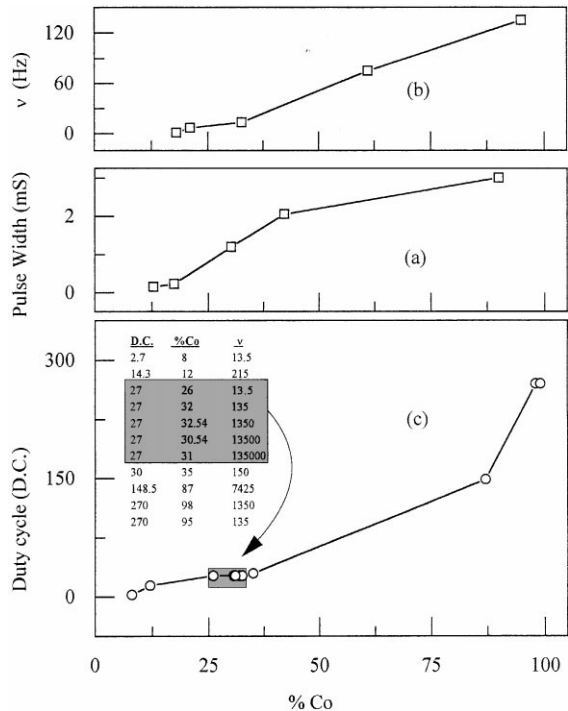 120
60
0
ν (Hz)
(b)
2
0
Pulse Width (mS)
(a)
300
150
0
Duty cycle (D.C.)
D.C. %Co ν
2.7 8 13.5
14.3 12 215
27 26 13.5
27 32 135
27 32.54 1350
27 30.54 13500
27 31 135000
30 35 150
148.5 87 7425
270 98 1350
270 95 135
(c)
0 25 50 75 100
% Co